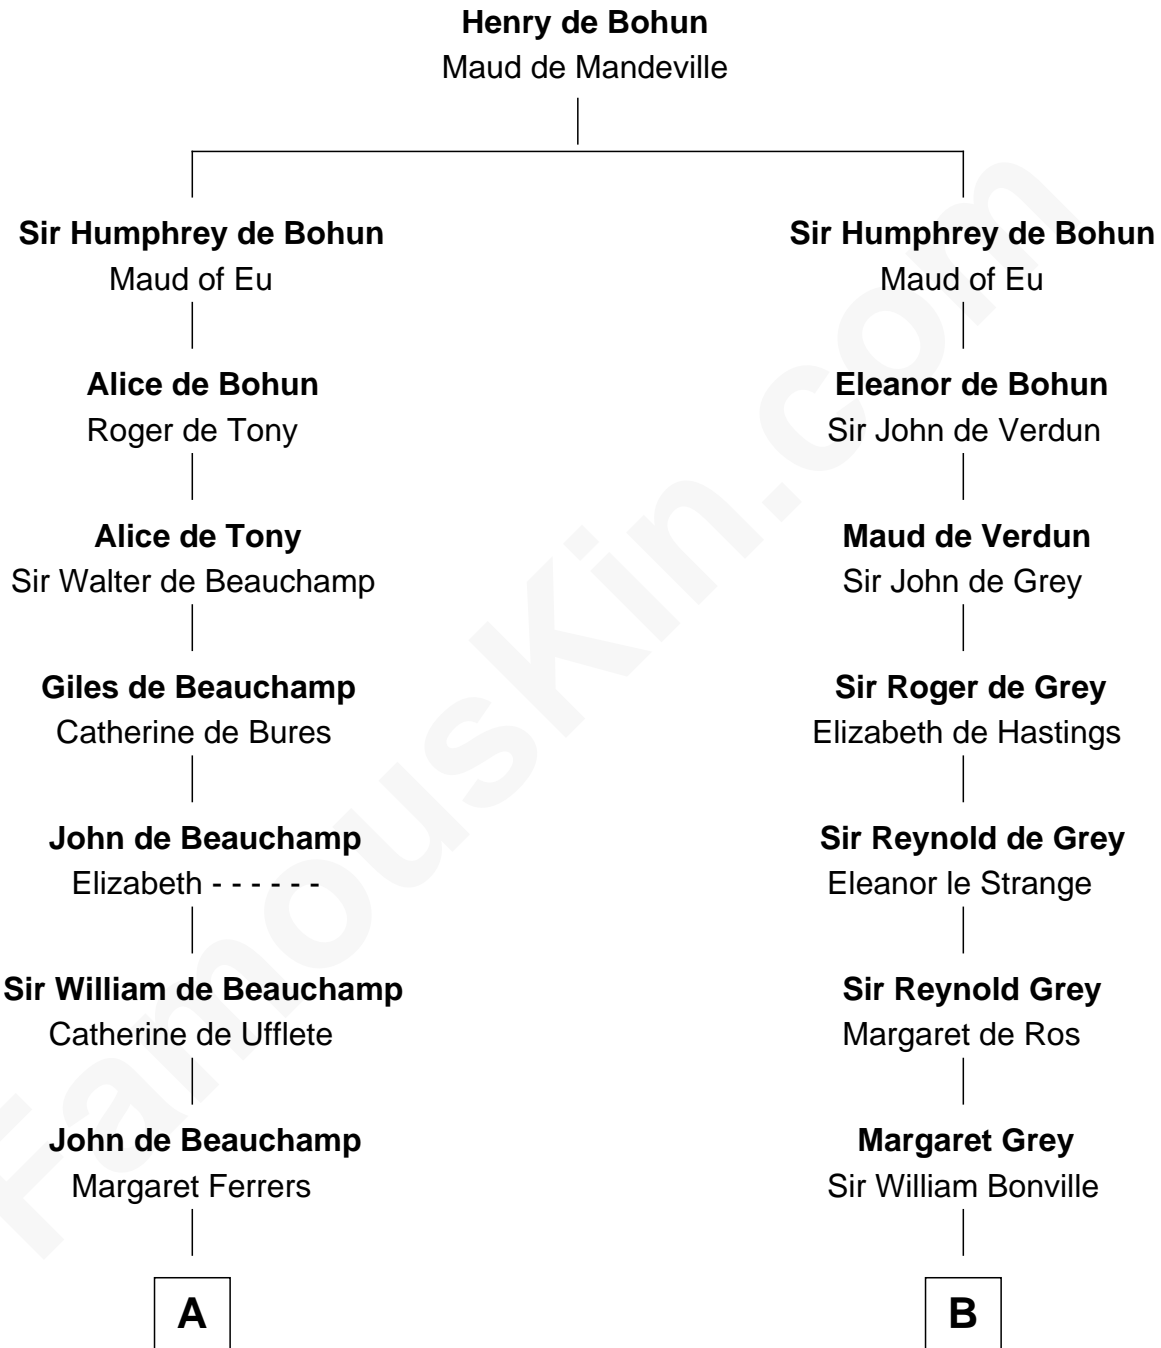 Henry de Bohun
Maud de Mandeville
Sir Humphrey de Bohun
Maud of Eu
Sir Humphrey de Bohun
Maud of Eu
Alice de Bohun
Roger de Tony
Eleanor de Bohun
Sir John de Verdun
Alice de Tony
Sir Walter de Beauchamp
Maud de Verdun
Sir John de Grey
Giles de Beauchamp
Catherine de Bures
Sir Roger de Grey
Elizabeth de Hastings
John de Beauchamp
Elizabeth - - - - - -
Sir Reynold de Grey
Eleanor le Strange
Sir William de Beauchamp
Catherine de Ufflete
Sir Reynold Grey
Margaret de Ros
John de Beauchamp
Margaret Ferrers
Margaret Grey
Sir William Bonville
A
B
FamousKin.com